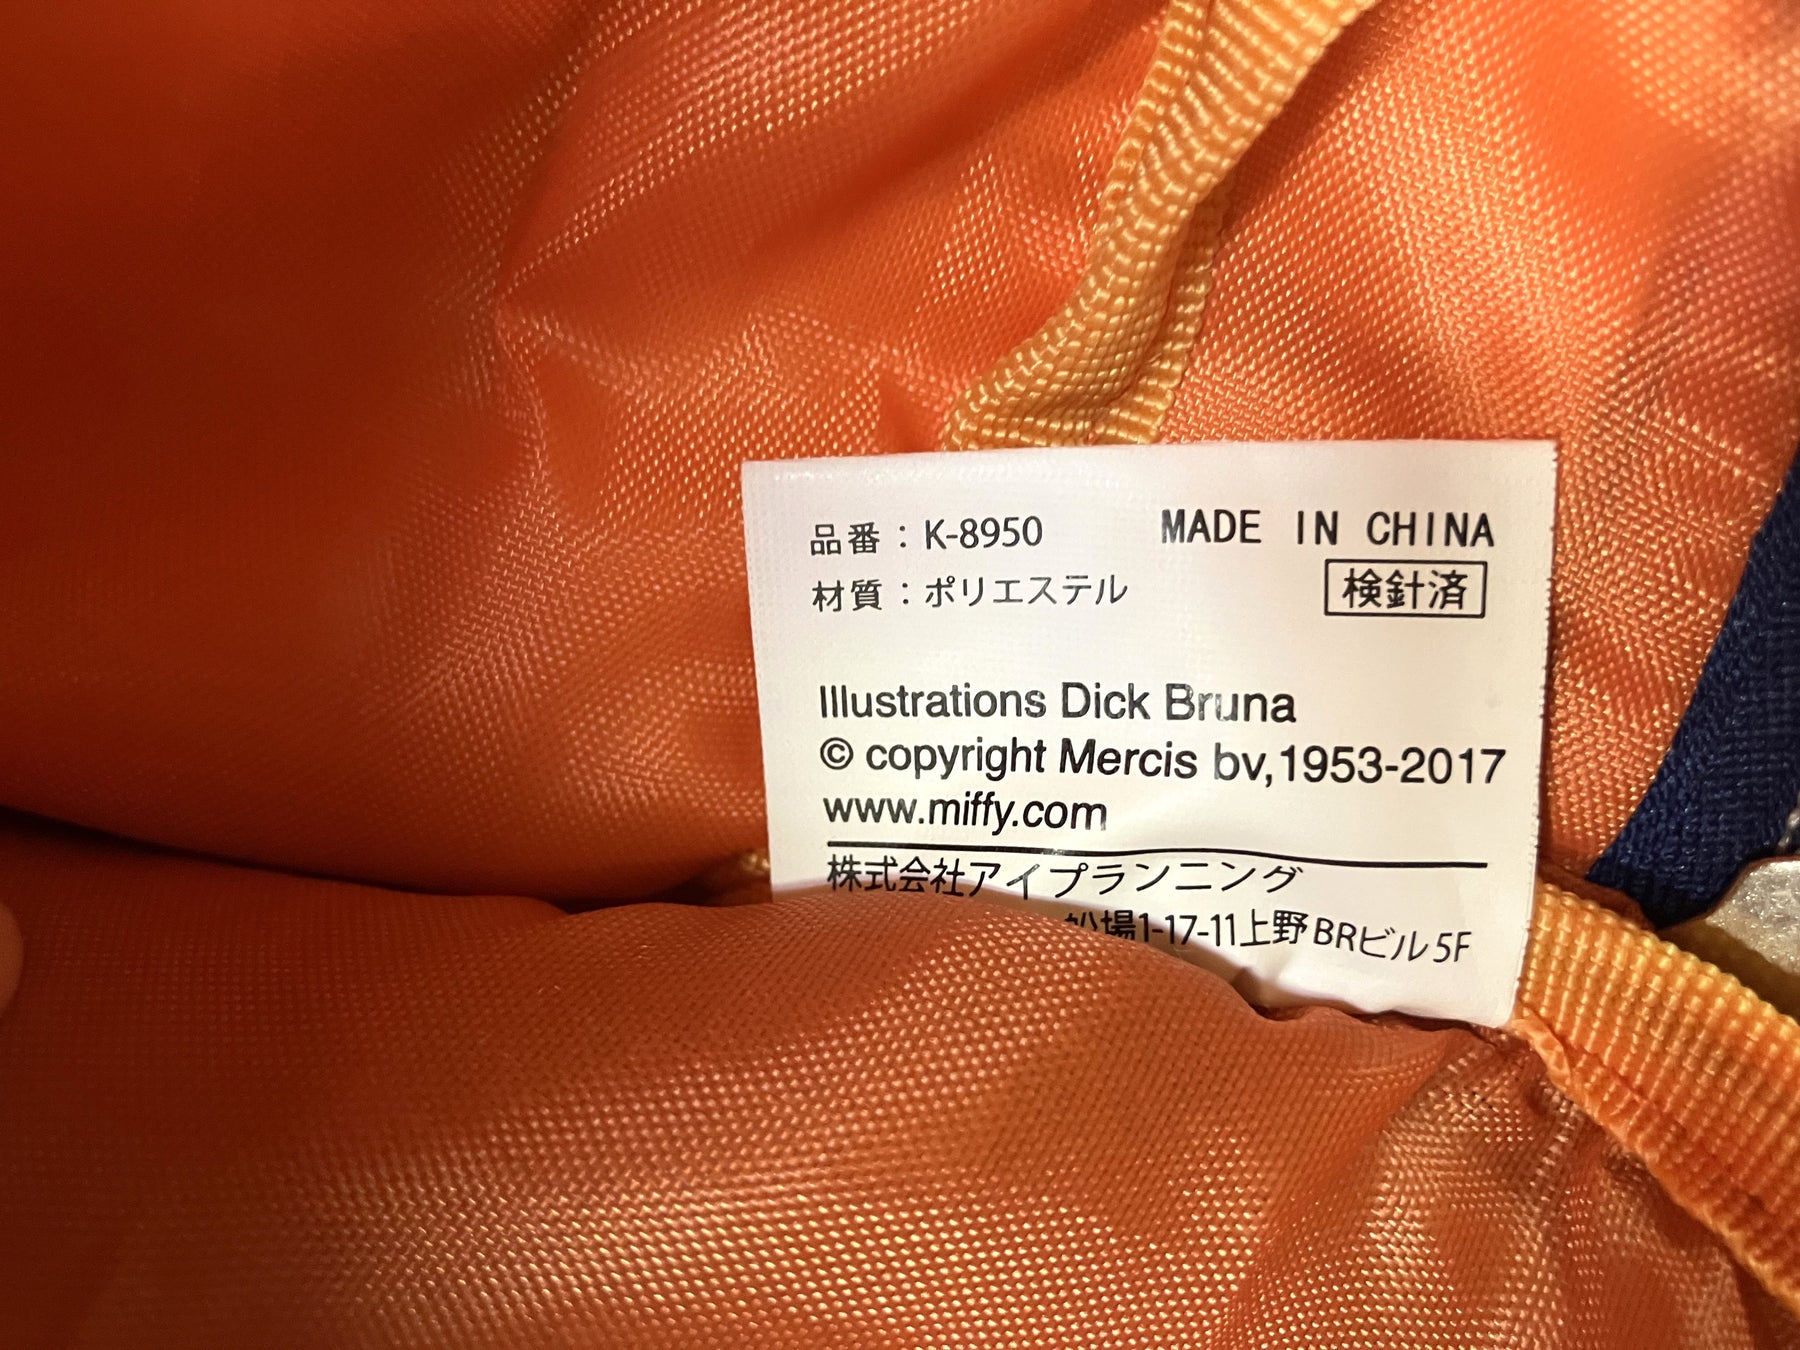 品番：K-8950
MADE IN CHINA
材質：ポリエステル
検針済
Illustrations Dick Bruna
© copyright Mercis bv,1953-2017
www.miffy.com
株式会社アイプランニング
場1-17-11上野BRビル5F